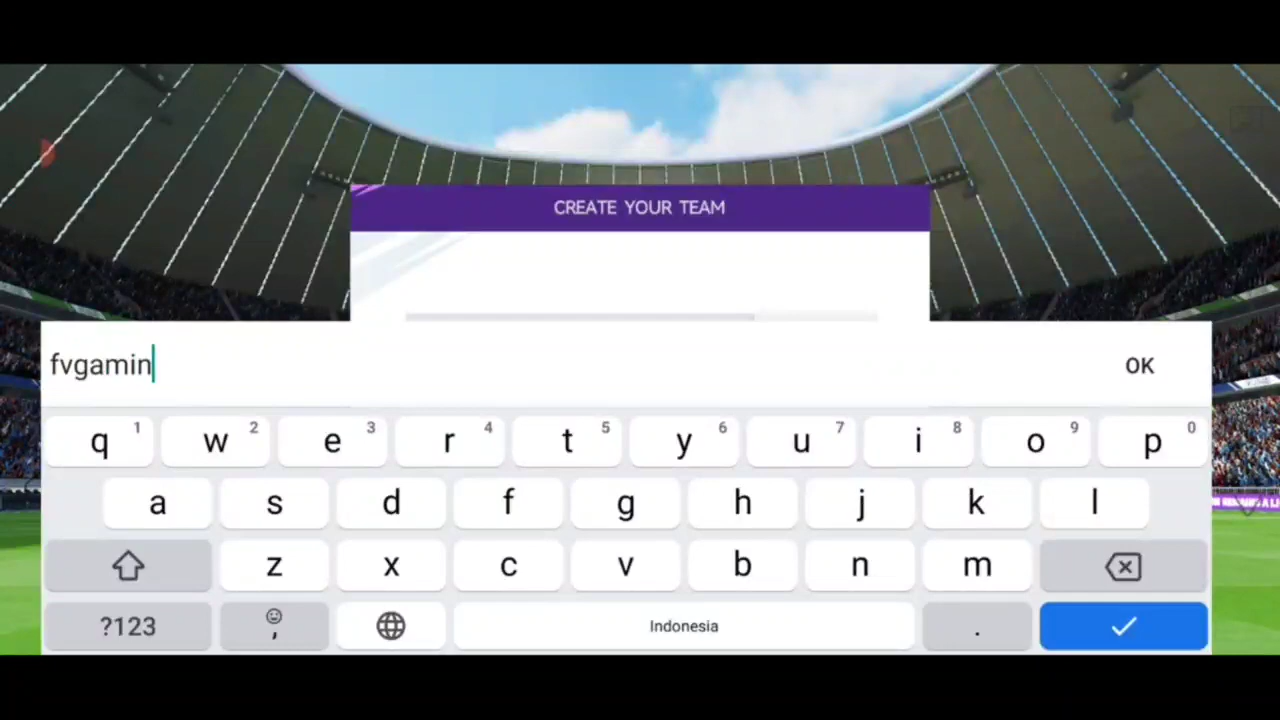 CREATE YOUR TEAM
fvgamin
OK
q 1 w 2 e 3 r 4 t 5 y 6 u 7 i 8 o 9 p 0
a s d f g h j k l
z x c v b n m
?123 , Indonesia .